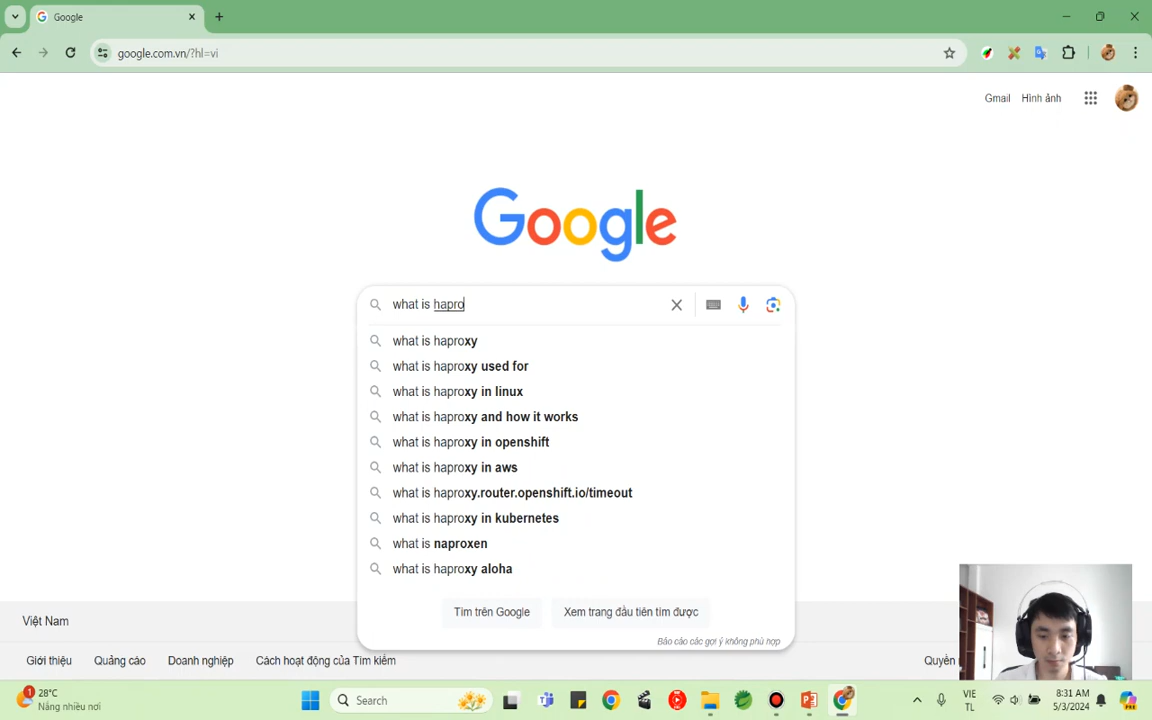 Google
google.com.vn/?hl=vi
Gmail Hình ảnh
Google
what is hapro
what is haproxy
what is haproxy used for
what is haproxy in linux
what is haproxy and how it works
what is haproxy in openshift
what is haproxy in aws
what is haproxy.router.openshift.io/timeout
what is haproxy in kubernetes
what is naproxen
what is haproxy aloha
Tìm trên Google Xem trang đầu tiên tìm được
Báo cáo các gợi ý không phù hợp
Việt Nam
Giới thiệu Quảng cáo Doanh nghiệp Cách hoạt động của Tìm kiếm Quyền
1 28°C
Nắng nhiều nơi
Search
VIE
TL
8:31 AM
5/3/2024
PRE